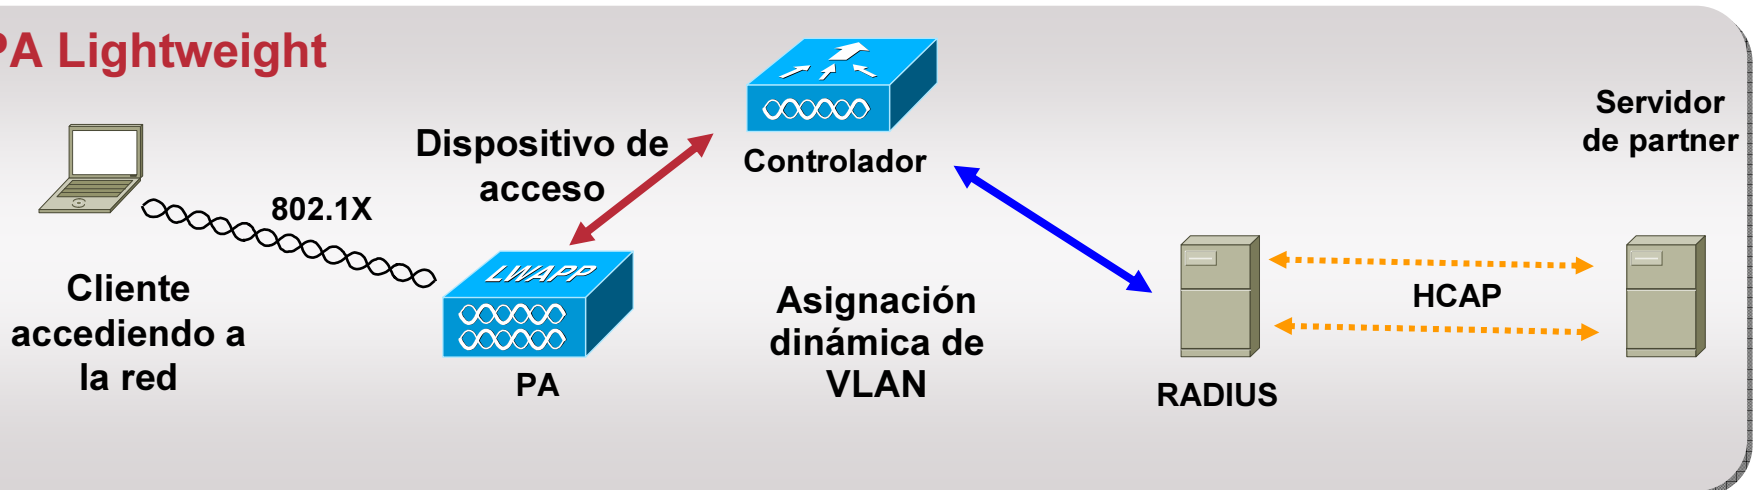 PA Lightweight
Servidor
de partner
Dispositivo de
acceso
Controlador
802.1X
LWAPP
Cliente
accediendo a
la red
Asignación
dinámica de
VLAN
HCAP
PA
RADIUS